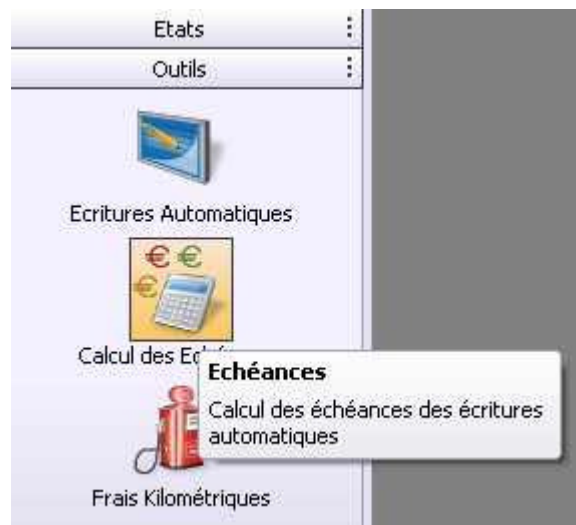 Etats
Outils
Ecritures Automatiques
Calcul des
Echéances
Calcul des échéances des écritures
automatiques
Frais Kilométriques